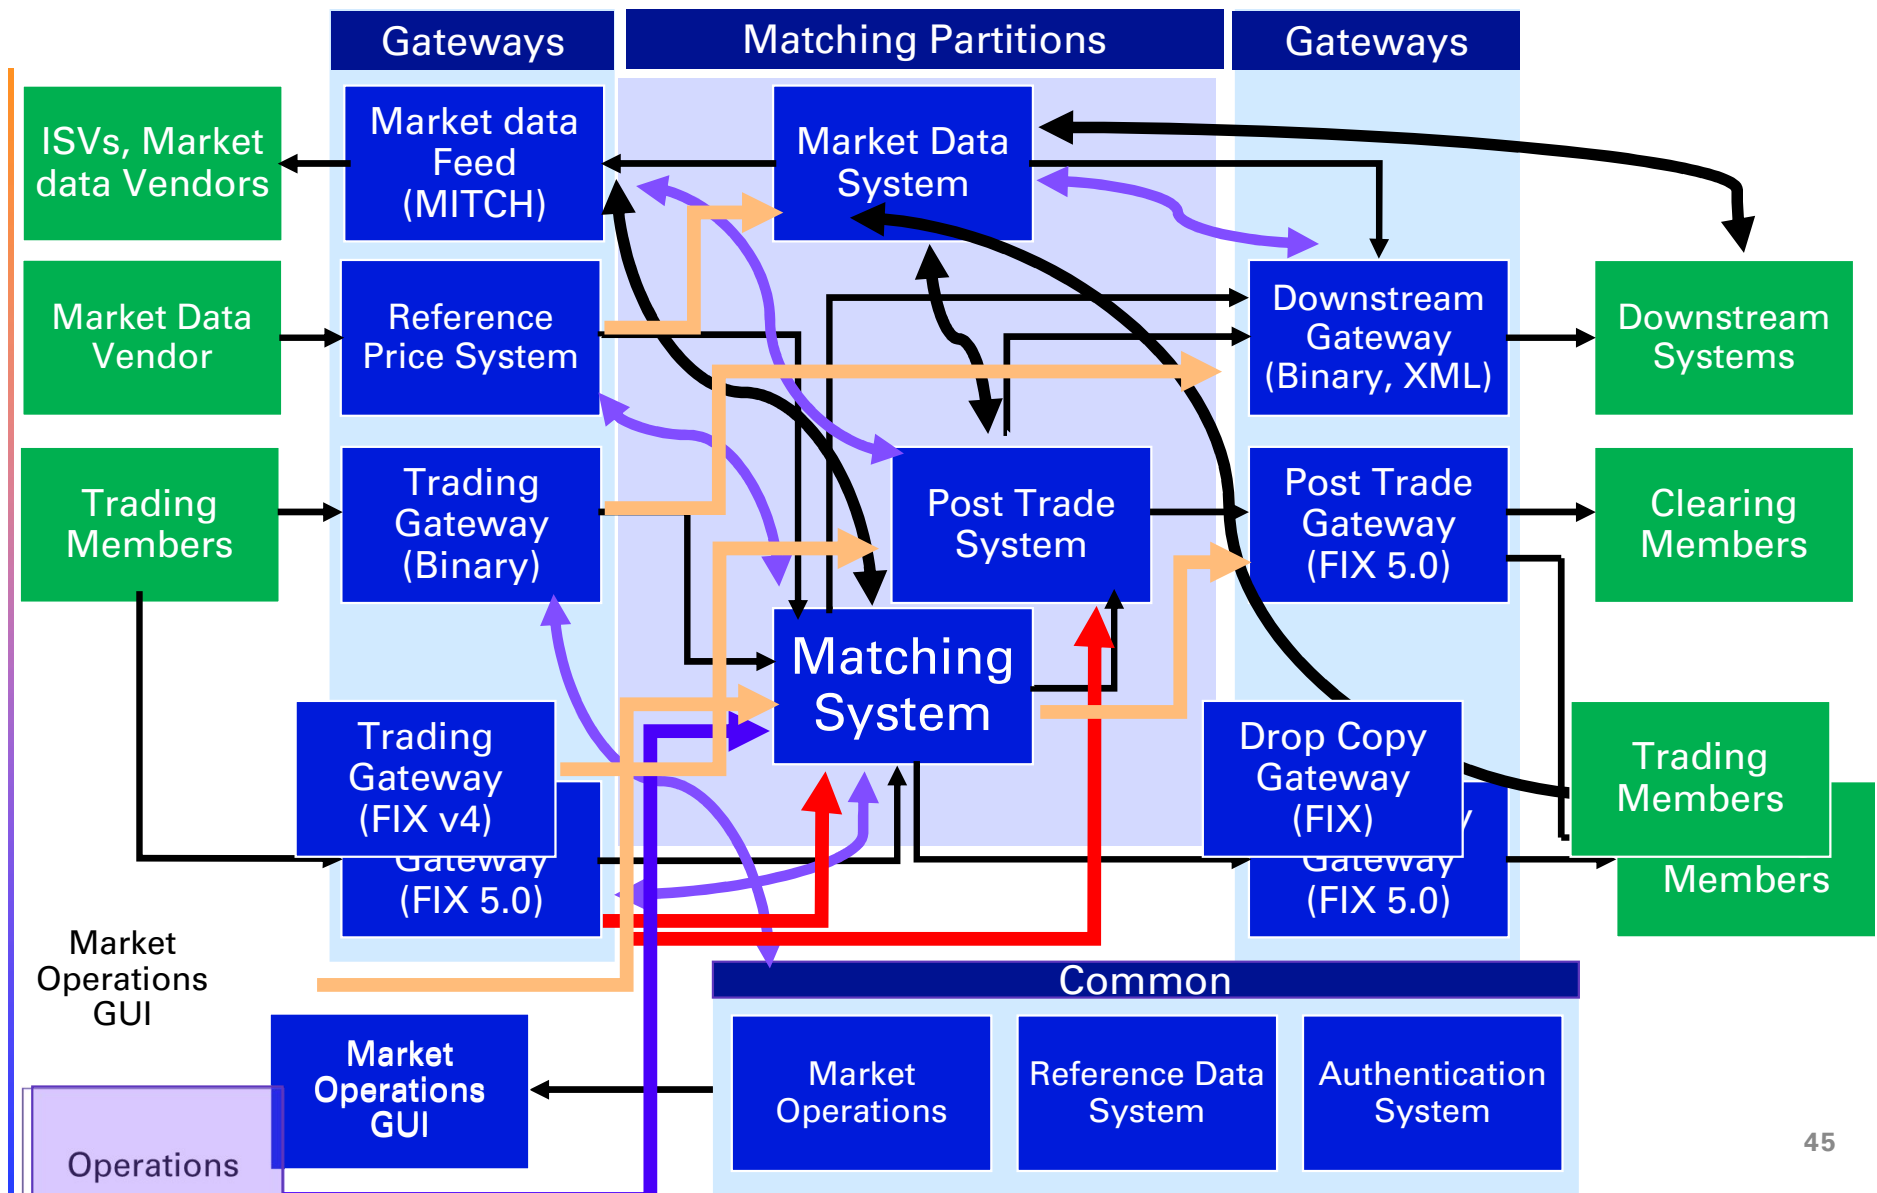 Gateways
Matching Partitions
Gateways
ISVs, Market
data Vendors
Market data
Feed
(MITCH)
Market Data
System
Market Data
Vendor
Reference
Price System
Downstream
Gateway
(Binary, XML)
Downstream
Systems
Trading
Members
Trading
Gateway
(Binary)
Post Trade
System
Post Trade
Gateway
(FIX 5.0)
Clearing
Members
Matching
System
Trading
Gateway
(FIX v4)
Gateway
(FIX 5.0)
Drop Copy
Gateway
(FIX)
Gateway
(FIX 5.0)
Trading
Members
Members
Market
Operations
GUI
Common
Market
Operations
GUI
Market
Operations
Reference Data
System
Authentication
System
Operations
45